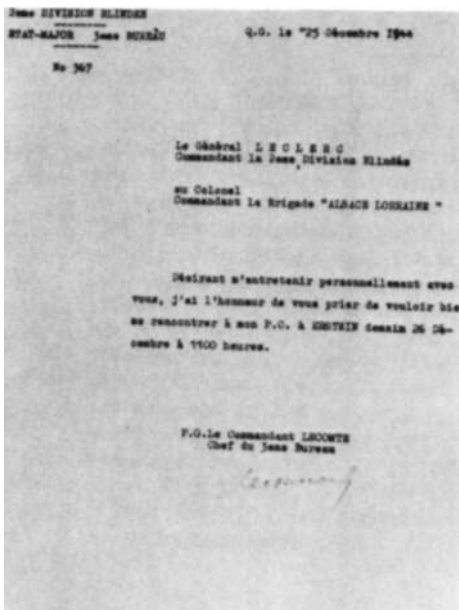 2eme DIVISION BLINDEE
ETAT-MAJOR 3eme BUREAU
Q.G. le 25 Décembre 1944
No 367
Le Général L E C L E R C
Commandant la 2eme Division Blindée
au Colonel
Commandant la Brigade "ALSACE LORRAINE "
Désirant m'entretenir personnellement avec
vous, j'ai l'honneur de vous prier de vouloir bie
me rencontrer à mon P.C. à ERSTEIN demain 26 Dé-
cembre à 1100 heures.
P.O.Le Commandant LECOMTE
Chef du 3eme Bureau